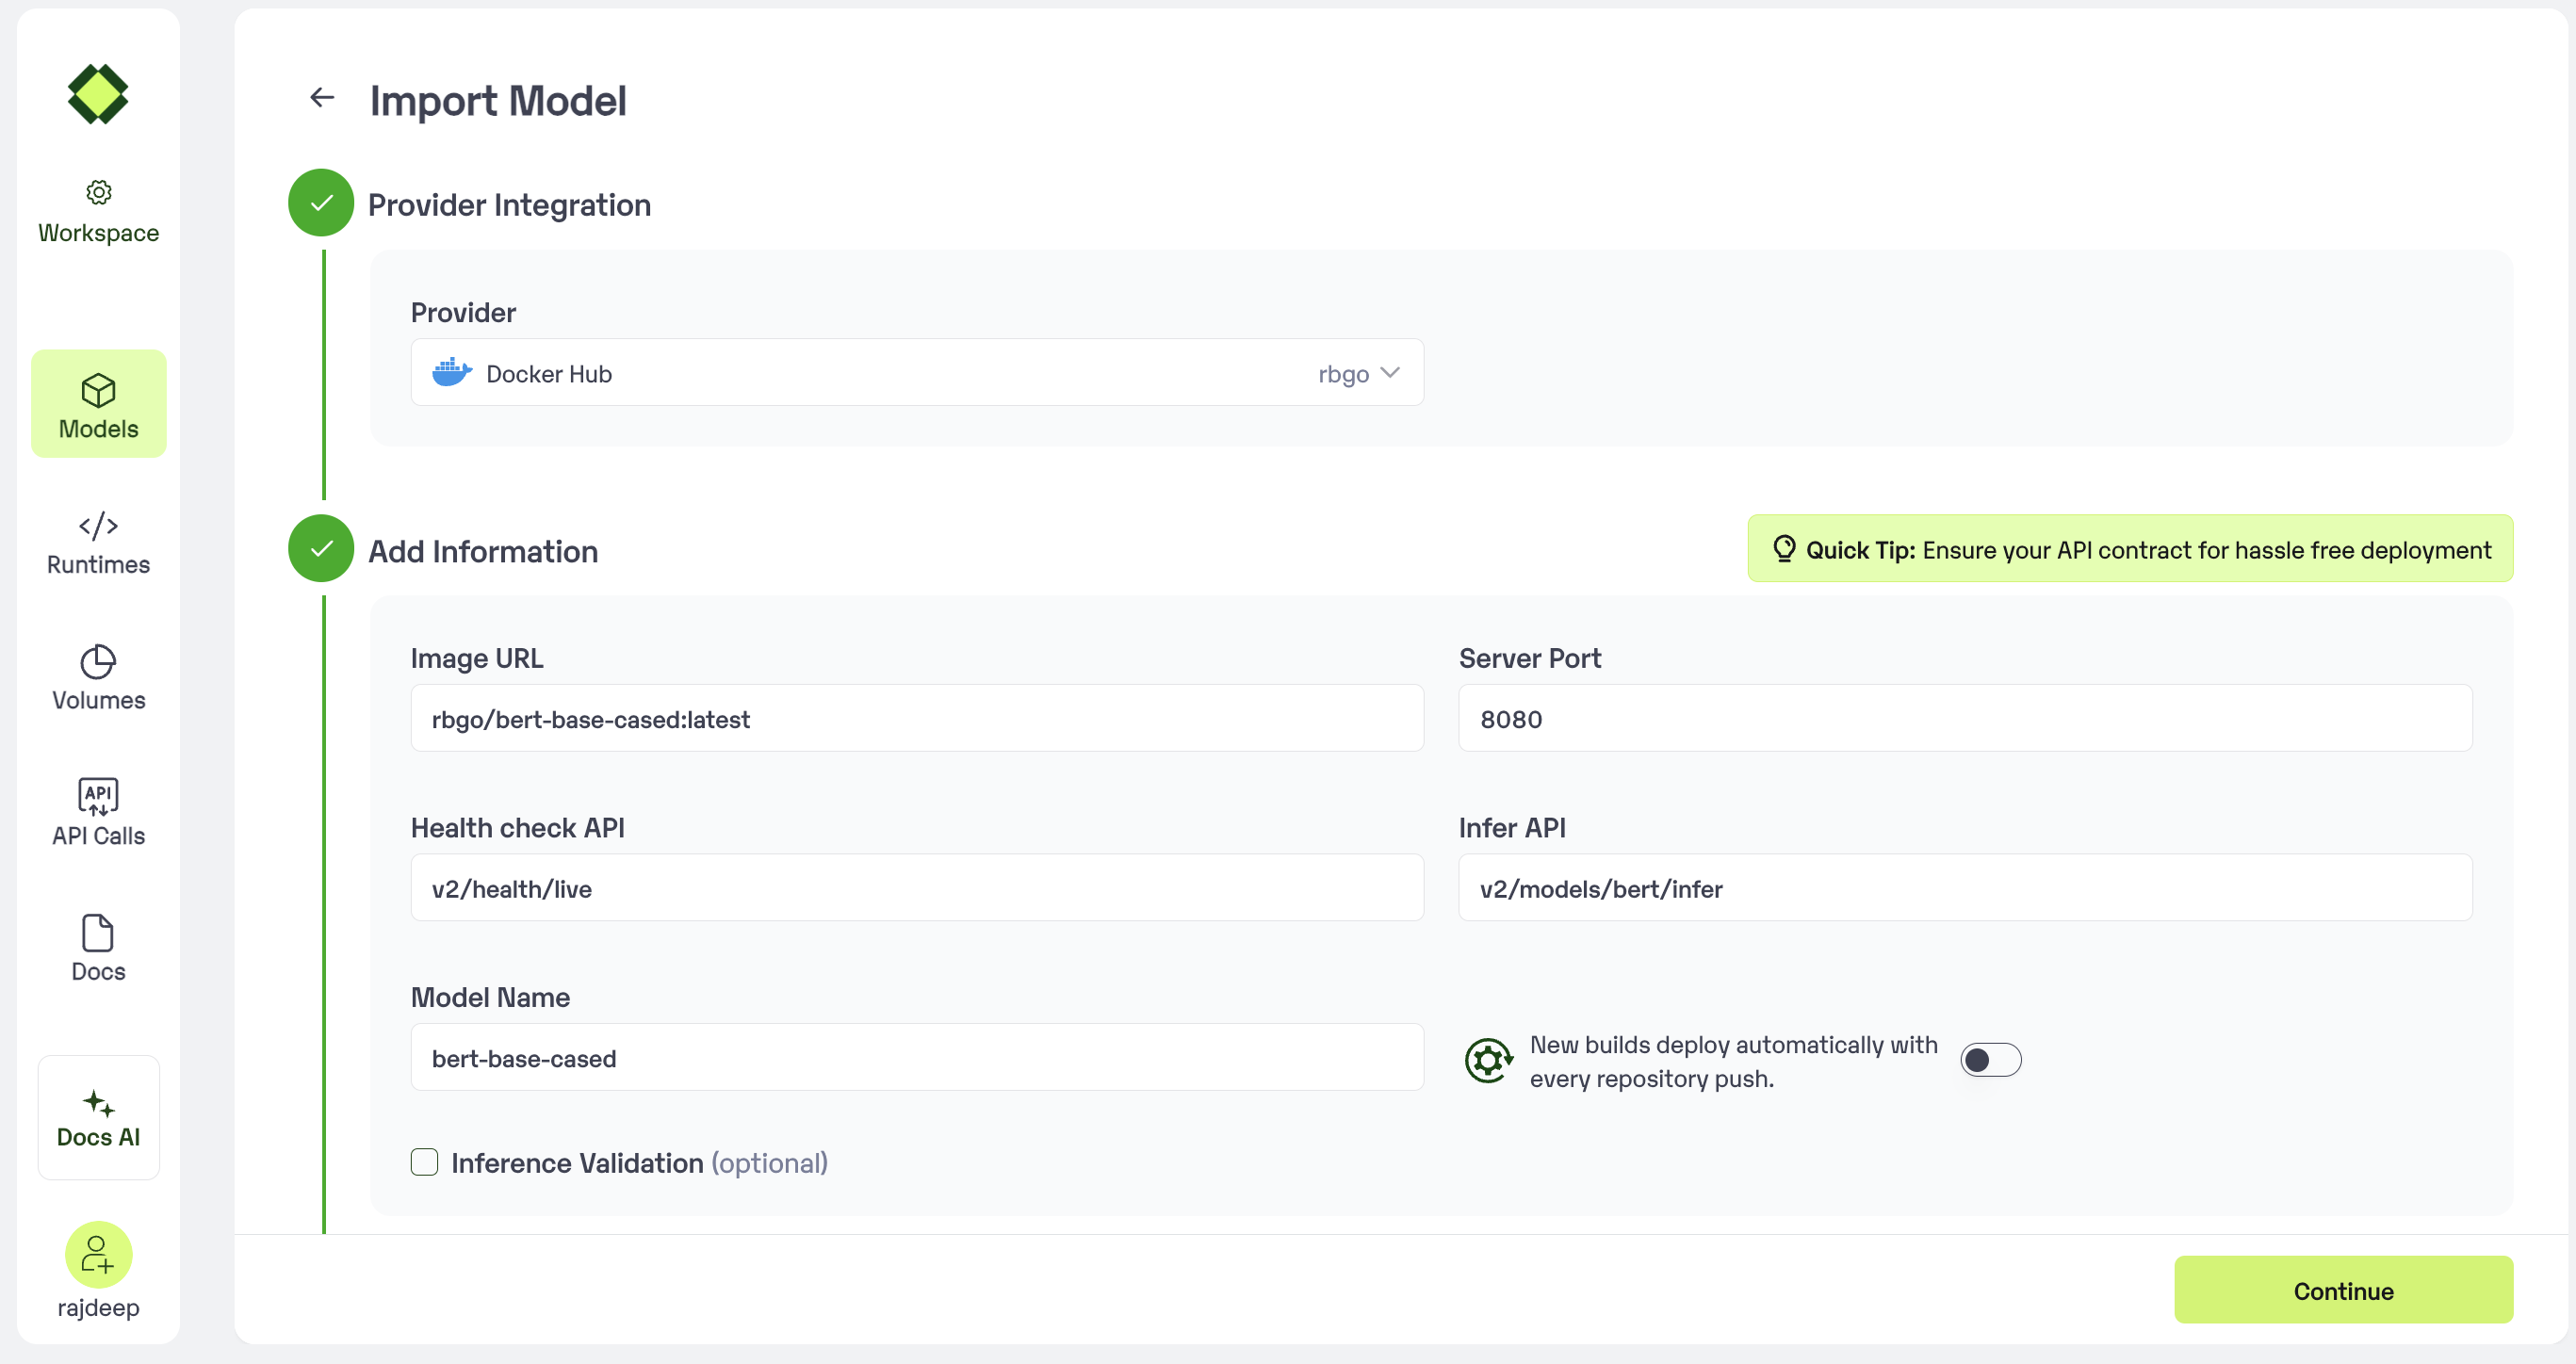 Workspace
Models
Runtimes
Volumes
API
API Calls
Docs
Docs AI
rajdeep
Import Model
Provider Integration
Provider
Docker Hub rbgo
Add Information
Quick Tip: Ensure your API contract for hassle free deployment
Image URL
rbgo/bert-base-cased:latest
Server Port
8080
Health check API
v2/health/live
Infer API
v2/models/bert/infer
Model Name
bert-base-cased
New builds deploy automatically with
every repository push.
Inference Validation (optional)
Continue